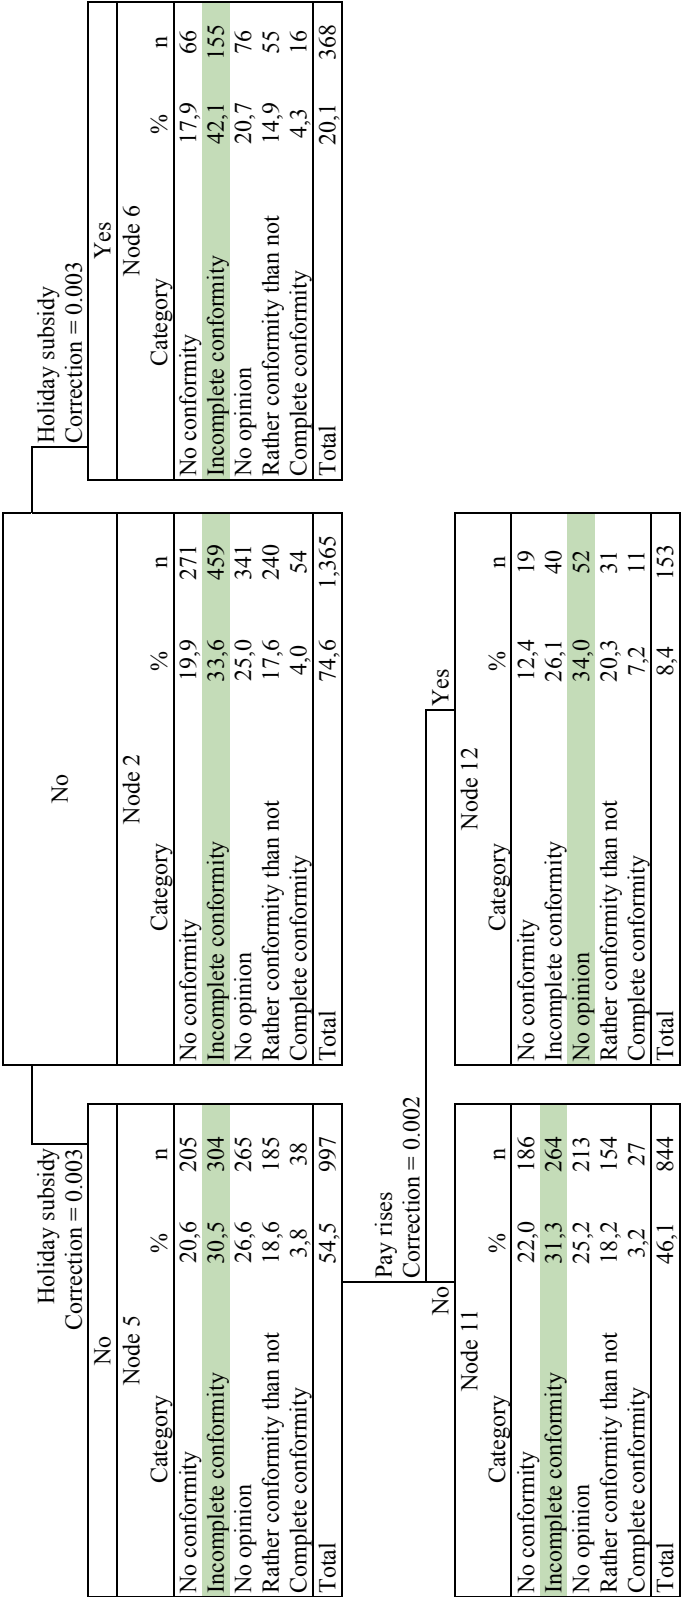 No
Node 2
Category % n
No conformity 19,9 271
Incomplete conformity 33,6 459
No opinion 25,0 341
Rather conformity than not 17,6 240
Complete conformity 4,0 54
Total 74,6 1,365
Holiday subsidy
Correction = 0.003
No
Node 5
Category % n
No conformity 20,6 205
Incomplete conformity 30,5 304
No opinion 26,6 265
Rather conformity than not 18,6 185
Complete conformity 3,8 38
Total 54,5 997
Holiday subsidy
Correction = 0.003
Yes
Node 6
Category % n
No conformity 17,9 66
Incomplete conformity 42,1 155
No opinion 20,7 76
Rather conformity than not 14,9 55
Complete conformity 4,3 16
Total 20,1 368
Pay rises
Correction = 0.002
No
Node 11
Category % n
No conformity 22,0 186
Incomplete conformity 31,3 264
No opinion 25,2 213
Rather conformity than not 18,2 154
Complete conformity 3,2 27
Total 46,1 844
Yes
Node 12
Category % n
No conformity 12,4 19
Incomplete conformity 26,1 40
No opinion 34,0 52
Rather conformity than not 20,3 31
Complete conformity 7,2 11
Total 8,4 153